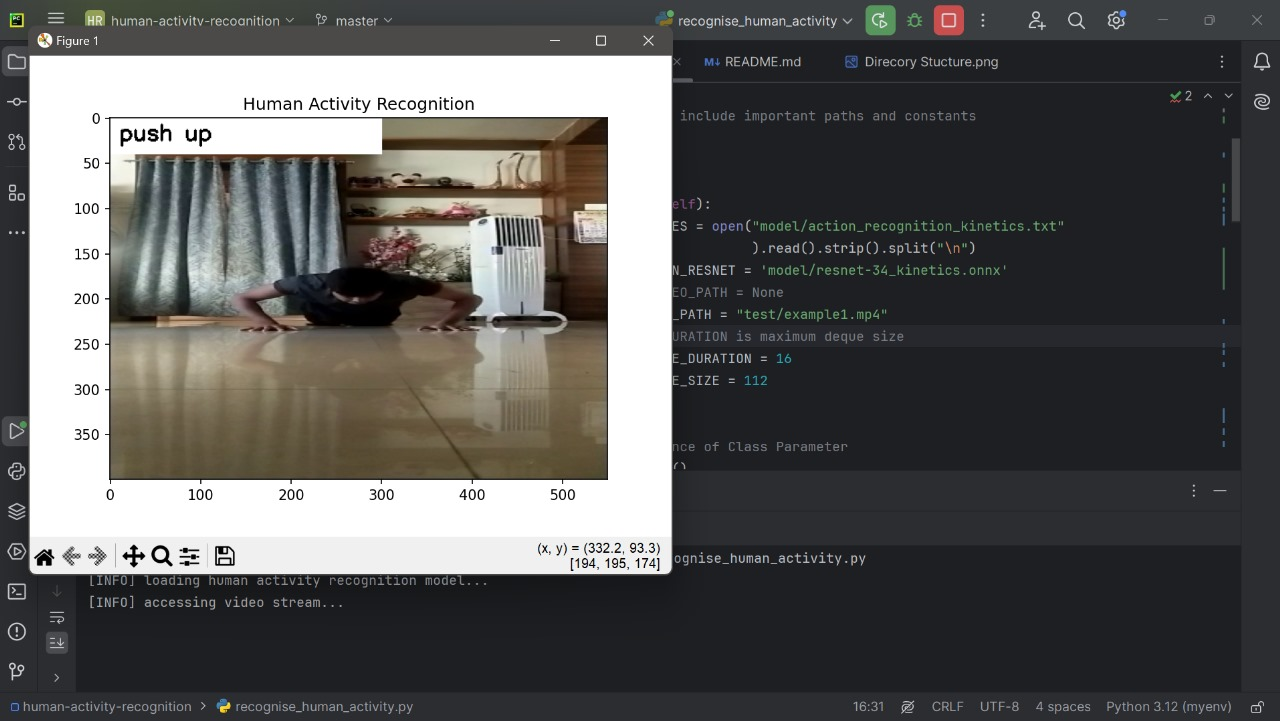 HR human-activity-recognition
master
recognise_human_activity
Figure 1
README.md
Direcory Stucture.png
2
include important paths and constants
elf):
ES = open("model/action_recognition_kinetics.txt"
).read().strip().split("\n")
N_RESNET = 'model/resnet-34_kinetics.onnx'
EO_PATH = None
_PATH = "test/example1.mp4"
URATION is maximum deque size
E_DURATION = 16
E_SIZE = 112
nce of Class Parameter
()
Human Activity Recognition
push up
0
50
100
150
200
250
300
350
0 100 200 300 400 500
(x, y) = (332.2, 93.3)
[194, 195, 174]
ognise_human_activity.py
[INFO] loading human activity recognition model...
[INFO] accessing video stream...
human-activity-recognition > recognise_human_activity.py
16:31 CRLF UTF-8 4 spaces Python 3.12 (myenv)